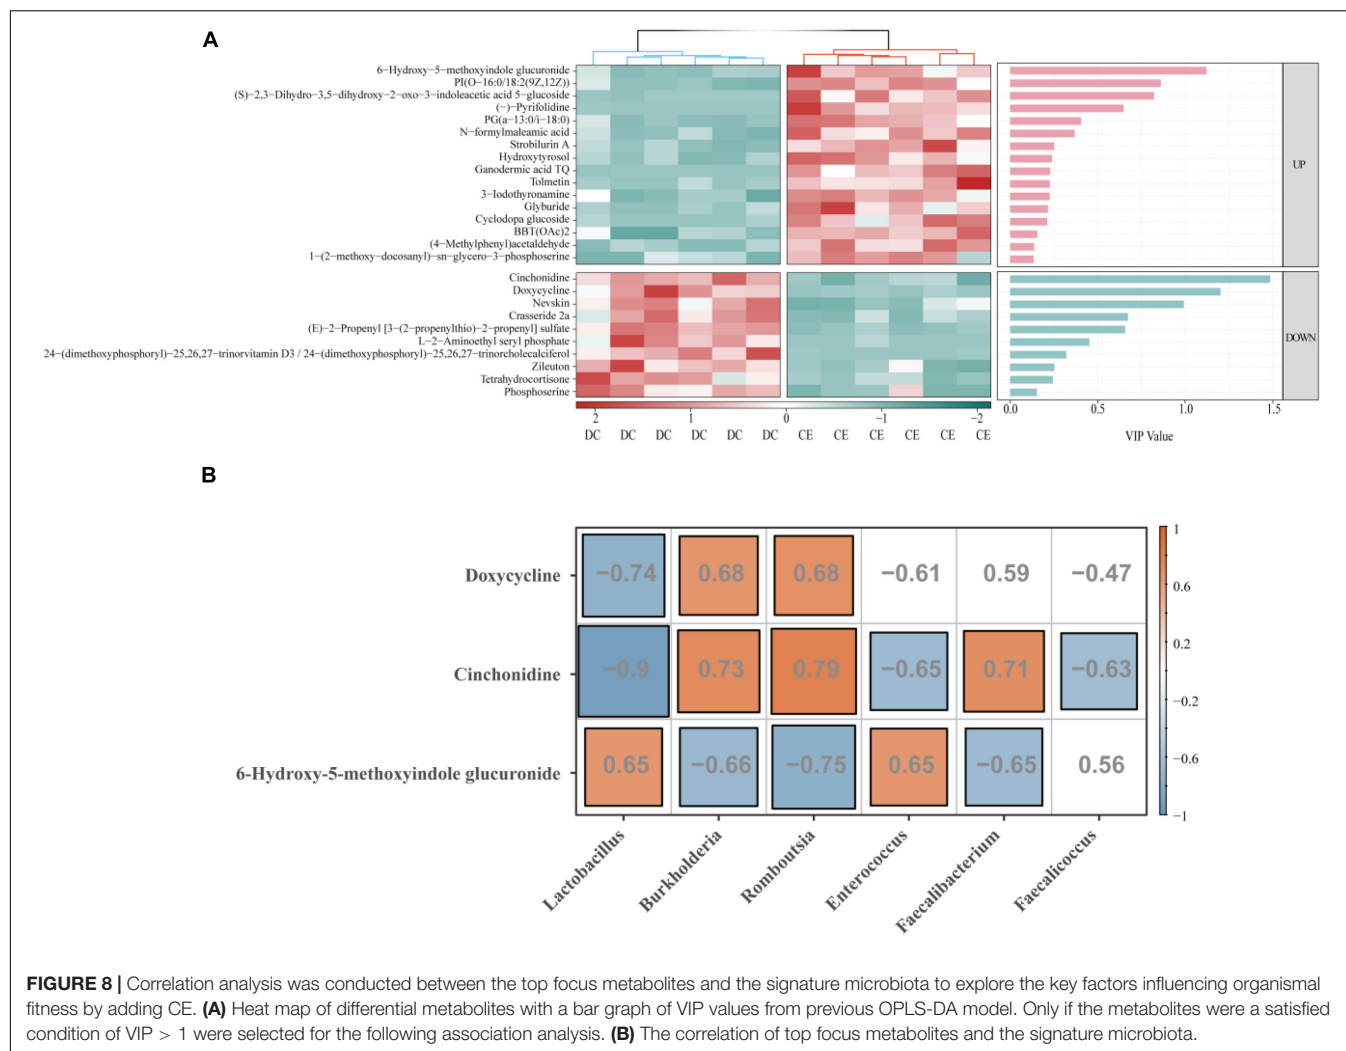 A
6-Hydroxy-5-methoxyindole glucuronide
PI(O-16:0/18:2(9Z,12Z))
(S)-2,3-Dihydro-3,5-dihydroxy-2-oxo-3-indoleacetic acid 5-glucoside
(-)-Pyrifolidine
PG(a-13:0/i-18:0)
N-formylmaleamic acid
Strobilurin A
Hydroxytyrosol
Ganodermic acid TQ
Tolmetin
3-Iodothyronamine
Glyburide
Cyclodopa glucoside
BBT(OAc)2
(4-Methylphenyl)acetaldehyde
1-(2-methoxy-docosanyl)-sn-glycero-3-phosphoserine
UP
Cinchonidine
Doxycycline
Nevskin
Crasseride 2a
(E)-2-Propenyl [3-(2-propenylthio)-2-propenyl] sulfate
L-2-Aminoethyl seryl phosphate
24-(dimethoxyphosphoryl)-25,26,27-trinorvitamin D3 / 24-(dimethoxyphosphoryl)-25,26,27-trinorcholecalciferol
Zileuton
Tetrahydrocortisone
Phosphoserine
DOWN
2 1 0 -1 -2
DC DC DC DC DC DC CE CE CE CE CE CE
0.0 0.5 1.0 1.5
VIP Value
B
Doxycycline -0.74 0.68 0.68 -0.61 0.59 -0.47
Cinchonidine -0.9 0.73 0.79 -0.65 0.71 -0.63
6-Hydroxy-5-methoxyindole glucuronide 0.65 -0.66 -0.75 0.65 -0.65 0.56
1
0.6
0.2
-0.2
-0.6
-1
Lactobacillus
Burkholderia
Romboutsia
Enterococcus
Faecalibacterium
Faecalicoccus
FIGURE 8 | Correlation analysis was conducted between the top focus metabolites and the signature microbiota to explore the key factors influencing organismal
fitness by adding CE. (A) Heat map of differential metabolites with a bar graph of VIP values from previous OPLS-DA model. Only if the metabolites were a satisfied
condition of VIP > 1 were selected for the following association analysis. (B) The correlation of top focus metabolites and the signature microbiota.